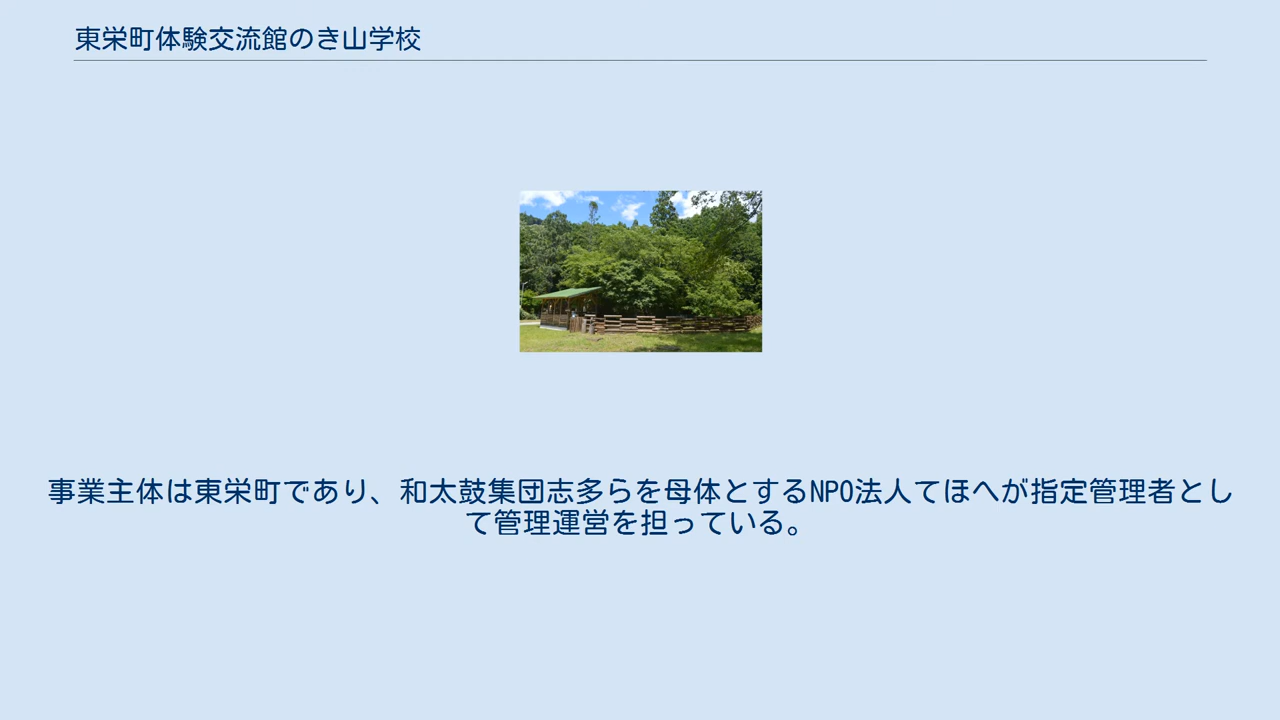 東栄町体験交流館のき山学校
事業主体は東栄町であり、和太鼓集団志多らを母体とするNPO法人てほへが指定管理者とし
て管理運営を担っている。